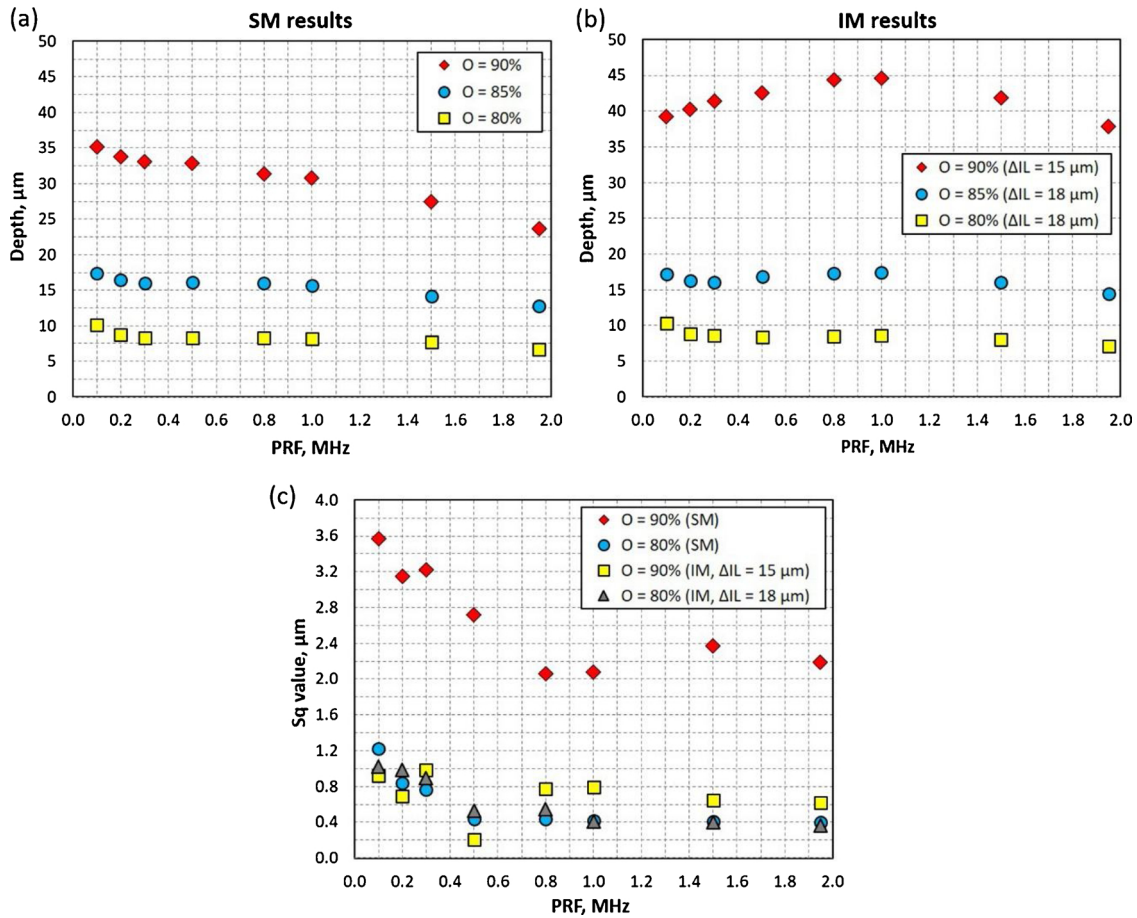 (a)
SM results
50
45
40
35
30
25
20
15
10
5
0
Depth, µm
O = 90%
O = 85%
O = 80%
0.0 0.2 0.4 0.6 0.8 1.0 1.2 1.4 1.6 1.8 2.0
PRF, MHz
(b)
IM results
50
45
40
35
30
25
20
15
10
5
0
Depth, µm
O = 90% (ΔIL = 15 µm)
O = 85% (ΔIL = 18 µm)
O = 80% (ΔIL = 18 µm)
0.0 0.2 0.4 0.6 0.8 1.0 1.2 1.4 1.6 1.8 2.0
PRF, MHz
(c)
4.0
3.6
3.2
2.8
2.4
2.0
1.6
1.2
0.8
0.4
0.0
Sq value, µm
O = 90% (SM)
O = 80% (SM)
O = 90% (IM, ΔIL = 15 µm)
O = 80% (IM, ΔIL = 18 µm)
0.0 0.2 0.4 0.6 0.8 1.0 1.2 1.4 1.6 1.8 2.0
PRF, MHz